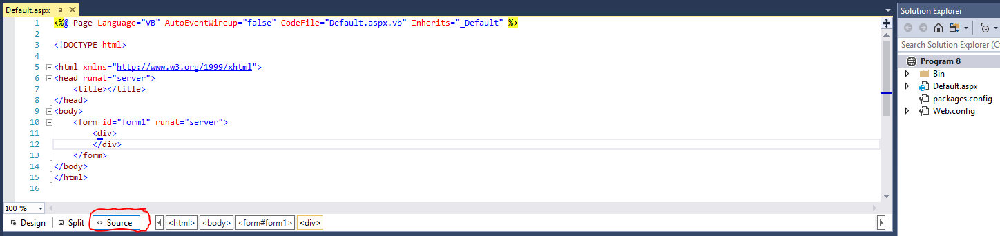 Default.aspx
1 <%@ Page Language="VB" AutoEventWireup="false" CodeFile="Default.aspx.vb" Inherits="_Default" %>
2
3 <!DOCTYPE html>
4
5 <html xmlns="http://www.w3.org/1999/xhtml">
6 <head runat="server">
7 <title></title>
8 </head>
9 <body>
10 <form id="form1" runat="server">
11 <div>
12 </div>
13 </form>
14 </body>
15 </html>
16
100 %
Design Split Source <html> <body> <form#form1> <div>
Solution Explorer
Search Solution Explorer (C
Program 8
Bin
Default.aspx
packages.config
Web.config